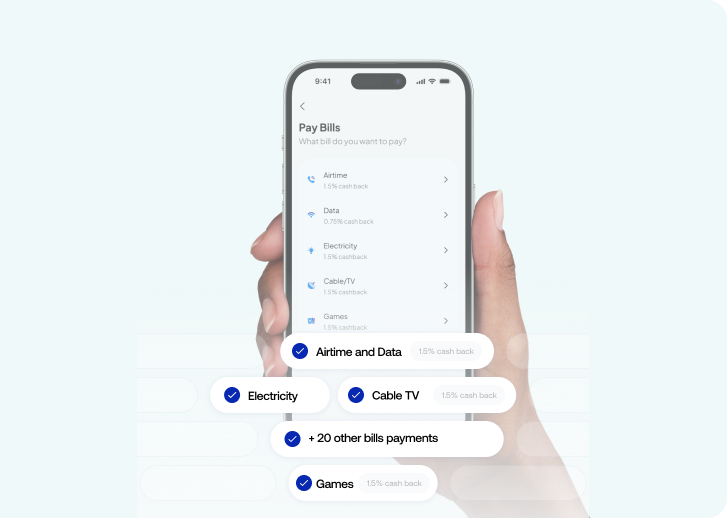 9:41
Pay Bills
What bill do you want to pay?
Airtime
1.5% cash back
Data
0.75% cash back
Electricity
1.5% cashback
Cable/TV
1.5% cashback
Games
1.5% cash back
Airtime and Data 1.5% cash back
Electricity
Cable TV 1.5% cash back
+ 20 other bills payments
Games 1.5% cash back